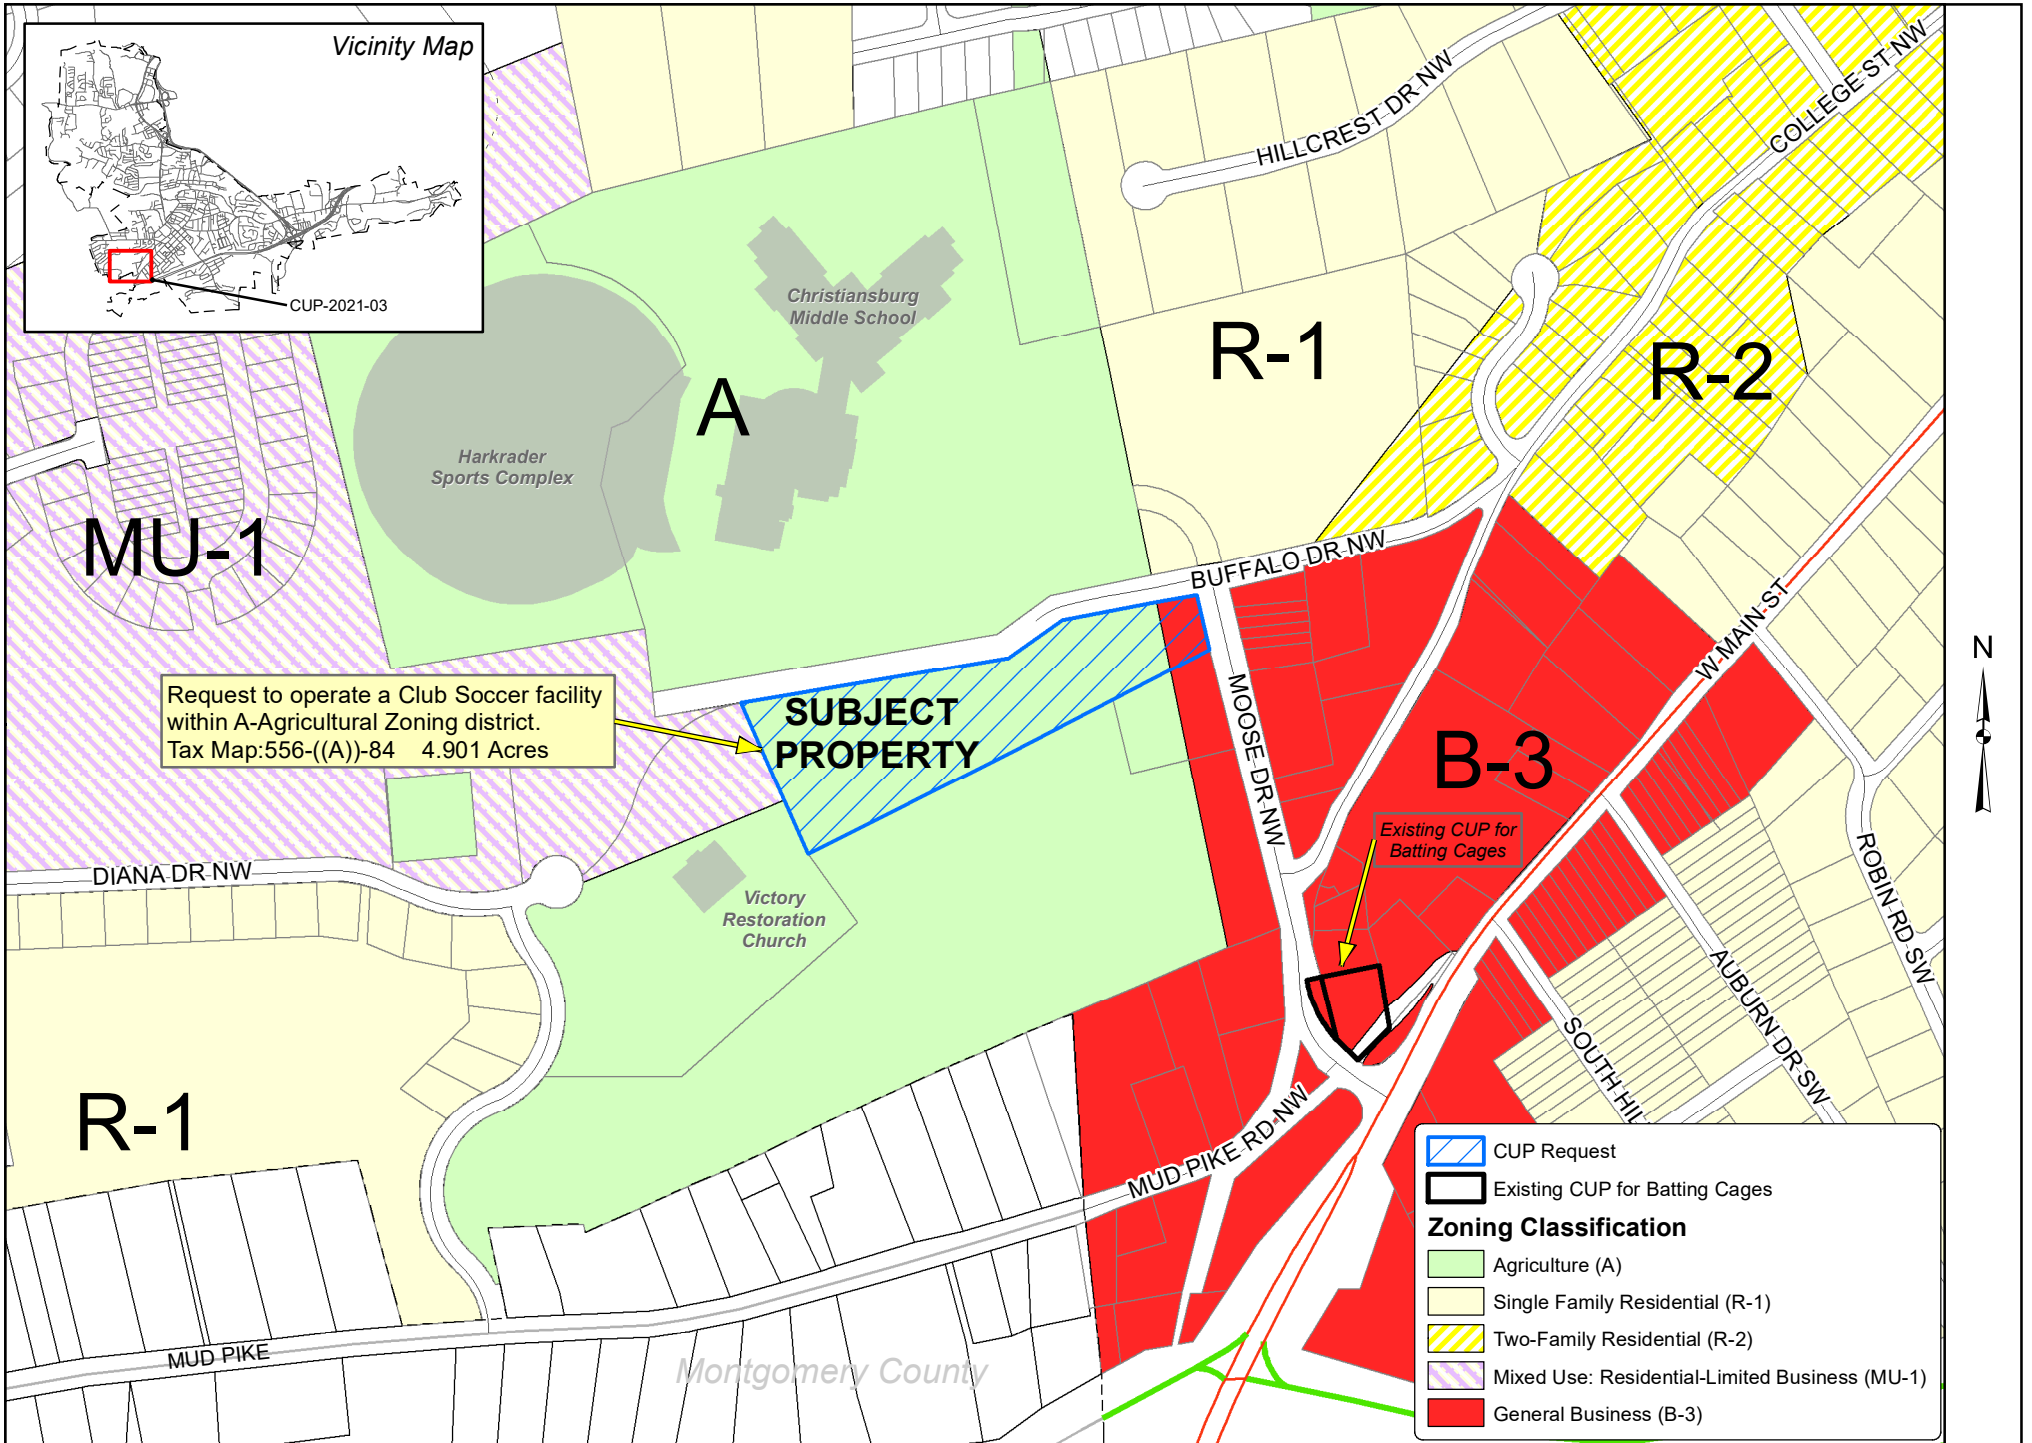 Vicinity Map
CUP-2021-03
HILLCREST DR NW
COLLEGE ST NW
Christiansburg
Middle School
R-1
R-2
A
Harkrader
Sports Complex
MU-1
BUFFALO DR NW
W MAIN ST
N
Request to operate a Club Soccer facility
within A-Agricultural Zoning district.
Tax Map:556-((A))-84 4.901 Acres
SUBJECT
PROPERTY
MOOSE DR NW
B-3
Existing CUP for
Batting Cages
DIANA DR NW
Victory
Restoration
Church
ROBIN RD SW
AUBURN DR SW
SOUTH HIL
R-1
MUD PIKE RD NW
MUD PIKE
Montgomery County
CUP Request
Existing CUP for Batting Cages
Zoning Classification
Agriculture (A)
Single Family Residential (R-1)
Two-Family Residential (R-2)
Mixed Use: Residential-Limited Business (MU-1)
General Business (B-3)